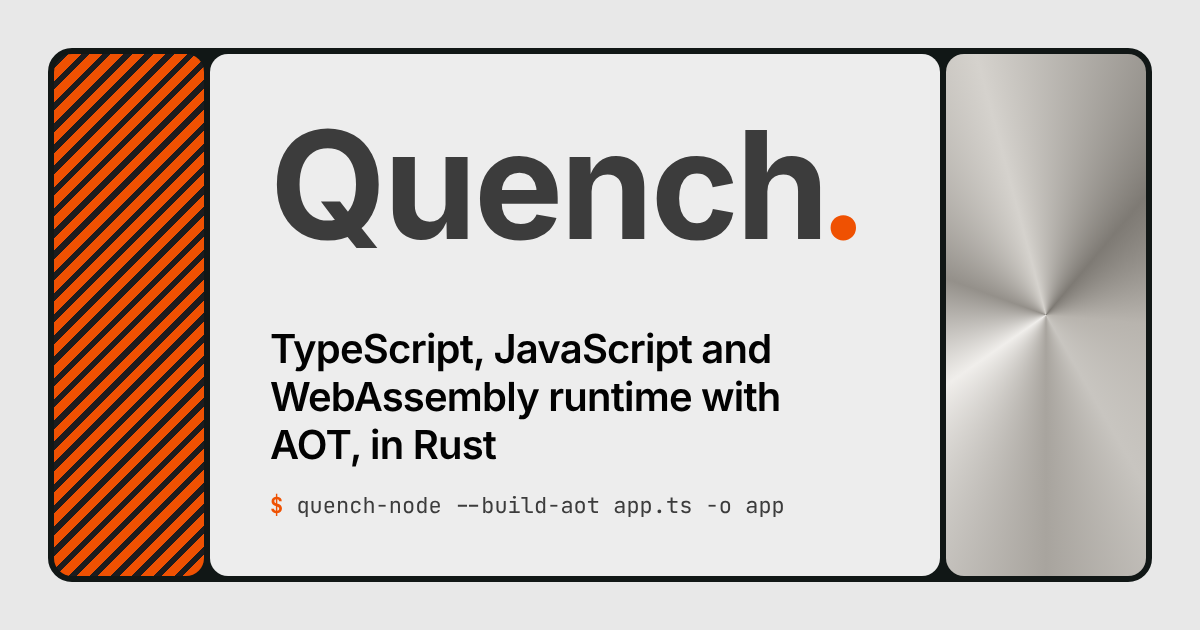 Quench.
TypeScript, JavaScript and
WebAssembly runtime with
AOT, in Rust
$ quench-node --build-aot app.ts -o app